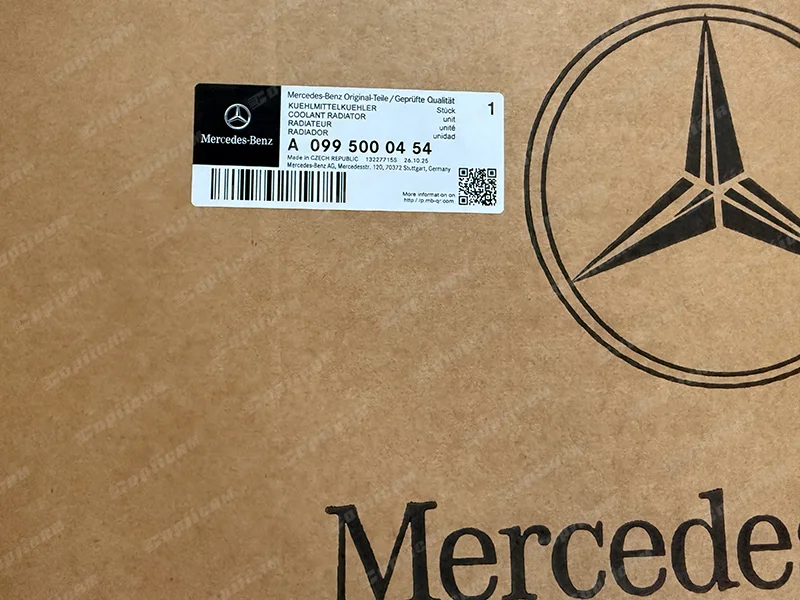 Mercedes-Benz Original-Teile/Geprüfte Qualität
KUEHLMITTELKUEHLER
COOLANT RADIATOR
RADIATEUR
RADIADOR
Stück
unit
unité
unidad
1
Mercedes-Benz
A 099 500 04 54
Made in CZECH REPUBLIC 132277155 26.10.25
Mercedes-Benz AG, Mercedesstr. 120, 70372 Stuttgart, Germany
More information on
http://p.mb-qr.com
Mercedes